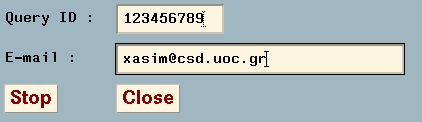 Query ID : 123456789
E-mail : xasim@csd.uoc.gr
Stop Close